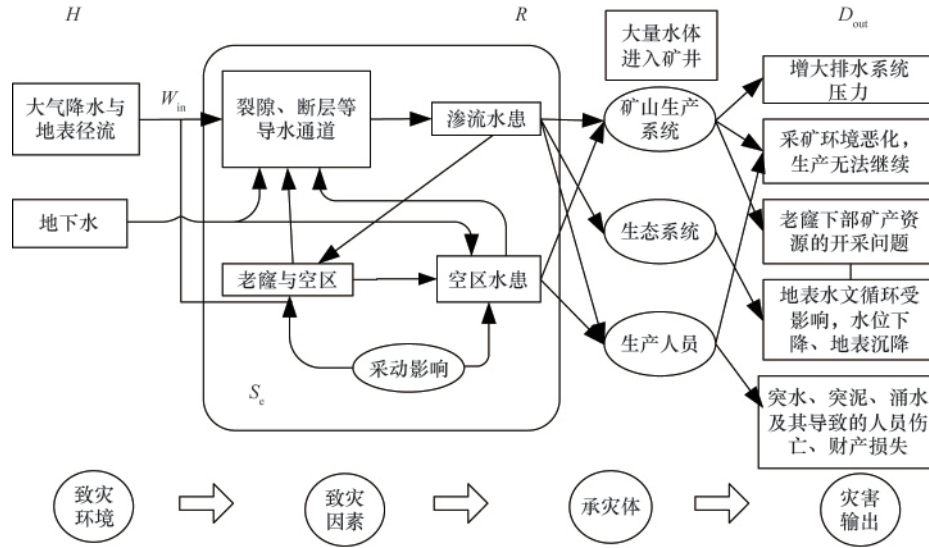 H
R
D_out
大气降水与
地表径流
W_in
地下水
裂隙、断层等
导水通道
渗流水患
老窿与空区
空区水患
采动影响
S_e
大量水体
进入矿井
矿山生产
系统
生态系统
生产人员
增大排水系统
压力
采矿环境恶化，
生产无法继续
老窿下部矿产资
源的开采问题
地表水文循环受
影响，水位下
降、地表沉降
突水、突泥、涌水
及其导致的人员伤
亡、财产损失
致灾
环境
致灾
因素
承灾体
灾害
输出